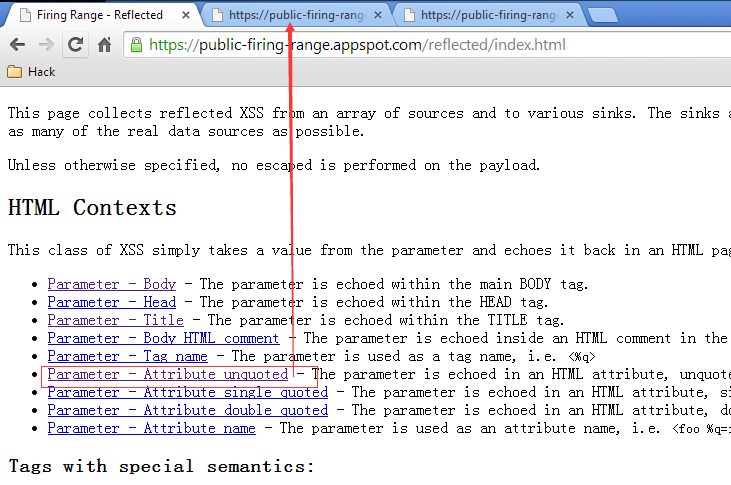 Firing Range - Reflected
https://public-firing-rang
https://public-firing-rang
https://public-firing-range.appspot.com/reflected/index.html
Hack
This page collects reflected XSS from an array of sources and to various sinks. The sinks a
as many of the real data sources as possible.
Unless otherwise specified, no escaped is performed on the payload.
HTML Contexts
This class of XSS simply takes a value from the parameter and echoes it back in an HTML pag
Parameter - Body - The parameter is echoed within the main BODY tag.
Parameter - Head - The parameter is echoed within the HEAD tag.
Parameter - Title - The parameter is echoed within the TITLE tag.
Parameter - Body HTML comment - The parameter is echoed inside an HTML comment in the
Parameter - Tag name - The parameter is used as a tag name, i.e. <%q>
Parameter - Attribute unquoted - The parameter is echoed in an HTML attribute, unquote
Parameter - Attribute single quoted - The parameter is echoed in an HTML attribute, si
Parameter - Attribute double quoted - The parameter is echoed in an HTML attribute, do
Parameter - Attribute name - The parameter is used as an attribute name, i.e. <foo %q=
Tags with special semantics: